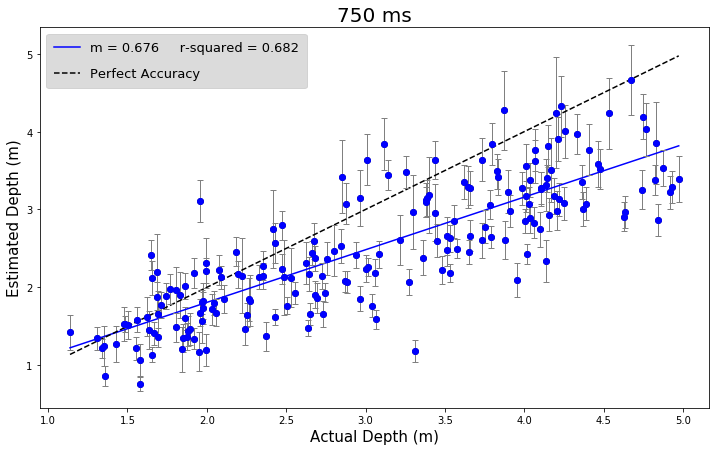 750 ms
m = 0.676 r-squared = 0.682
Perfect Accuracy
Estimated Depth (m)
5
4
3
2
1
1.0 1.5 2.0 2.5 3.0 3.5 4.0 4.5 5.0
Actual Depth (m)